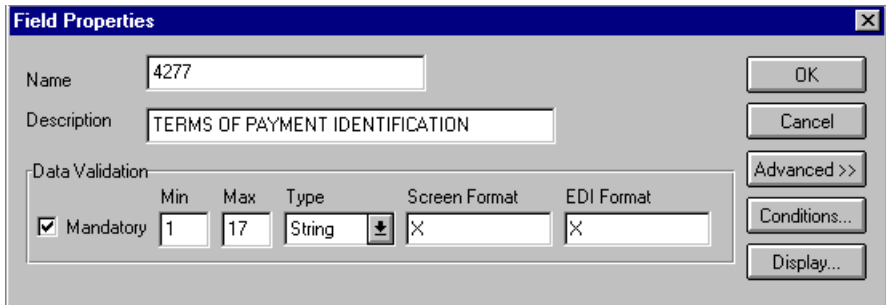 Field Properties
Name 4277 OK
Description TERMS OF PAYMENT IDENTIFICATION Cancel
Data Validation Advanced >>
Min Max Type Screen Format EDI Format
Mandatory 1 17 String X X Conditions...
Display...